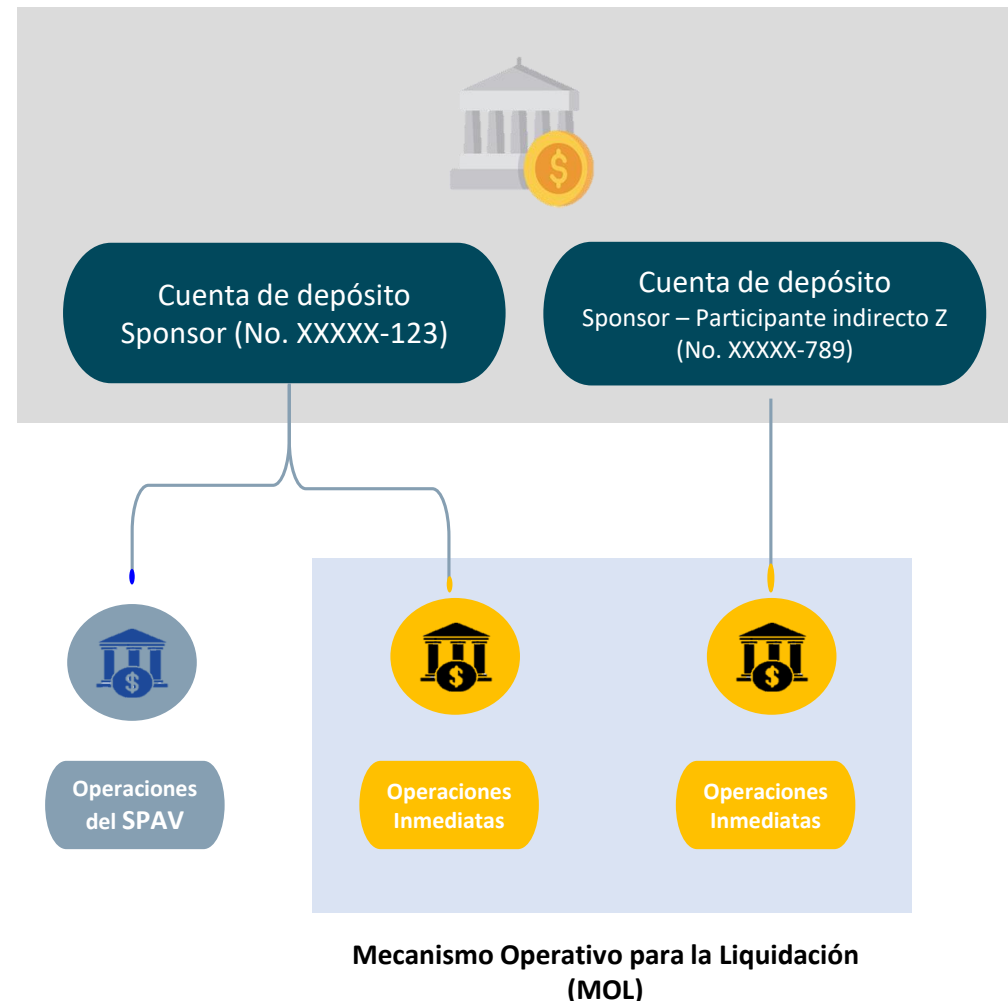 $
Cuenta de depósito
Sponsor (No. XXXXX-123)
Cuenta de depósito
Sponsor – Participante indirecto Z
(No. XXXXX-789)
$
$
$
Operaciones
del SPAV
Operaciones
Inmediatas
Operaciones
Inmediatas
Mecanismo Operativo para la Liquidación
(MOL)